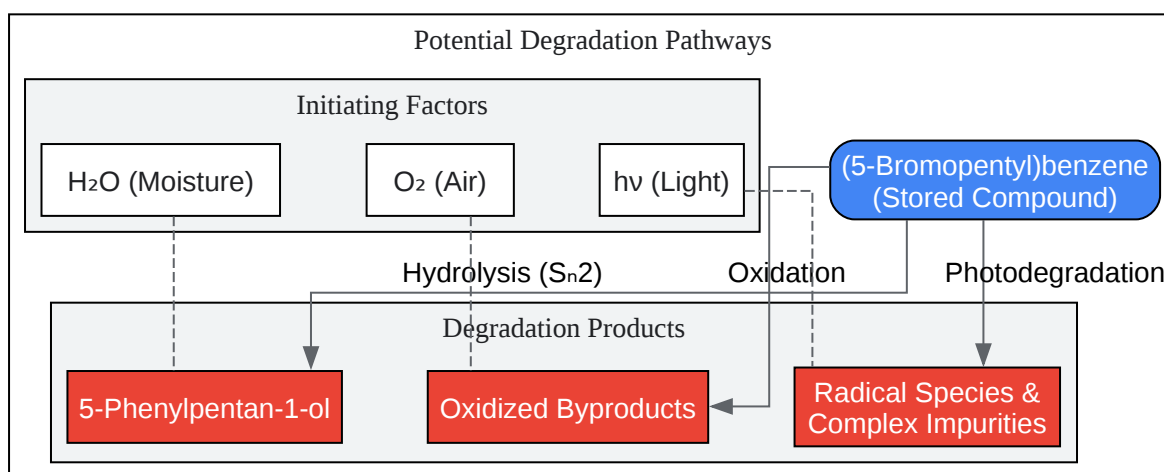 Potential Degradation Pathways
Initiating Factors
H₂O (Moisture)
O₂ (Air)
hν (Light)
(5-Bromopentyl)benzene
(Stored Compound)
Hydrolysis (Sₙ2)
Oxidation
Photodegradation
Degradation Products
5-Phenylpentan-1-ol
Oxidized Byproducts
Radical Species &
Complex Impurities